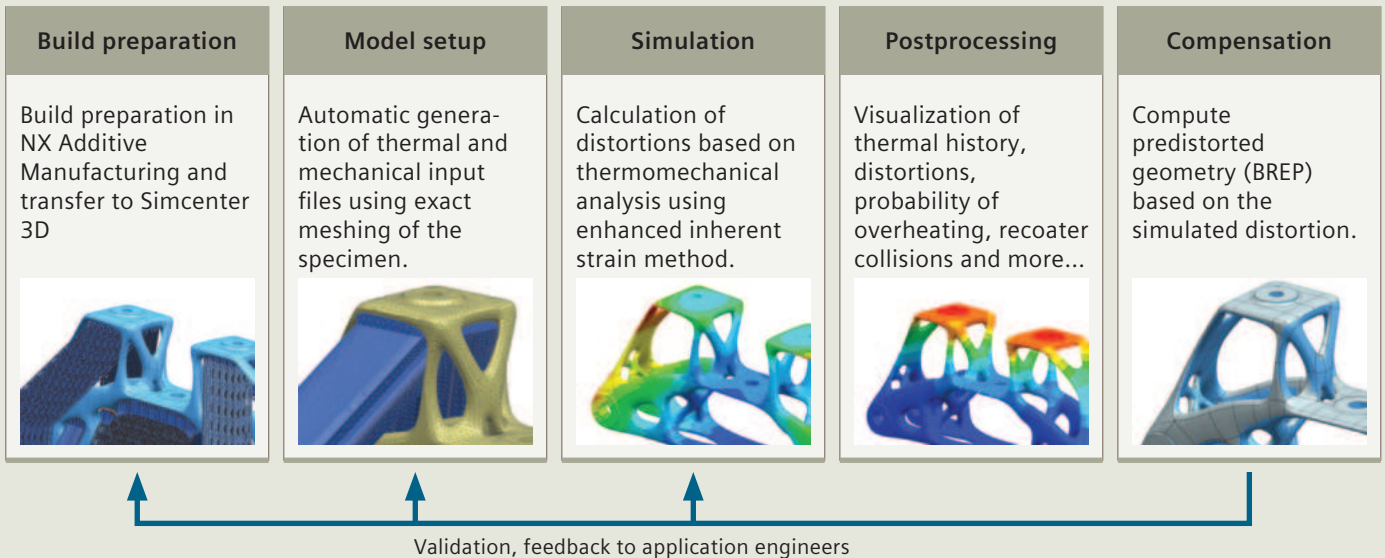 Build preparation
Build preparation in
NX Additive
Manufacturing and
transfer to Simcenter
3D
Model setup
Automatic genera-
tion of thermal and
mechanical input
files using exact
meshing of the
specimen.
Simulation
Calculation of
distortions based on
thermomechanical
analysis using
enhanced inherent
strain method.
Postprocessing
Visualization of
thermal history,
distortions,
probability of
overheating, recoater
collisions and more...
Compensation
Compute
predistorted
geometry (BREP)
based on the
simulated distortion.
Validation, feedback to application engineers